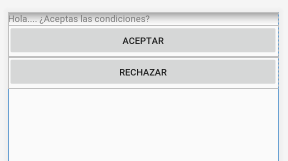 Hola.... ¿Aceptas las condiciones?
ACEPTAR
RECHAZAR